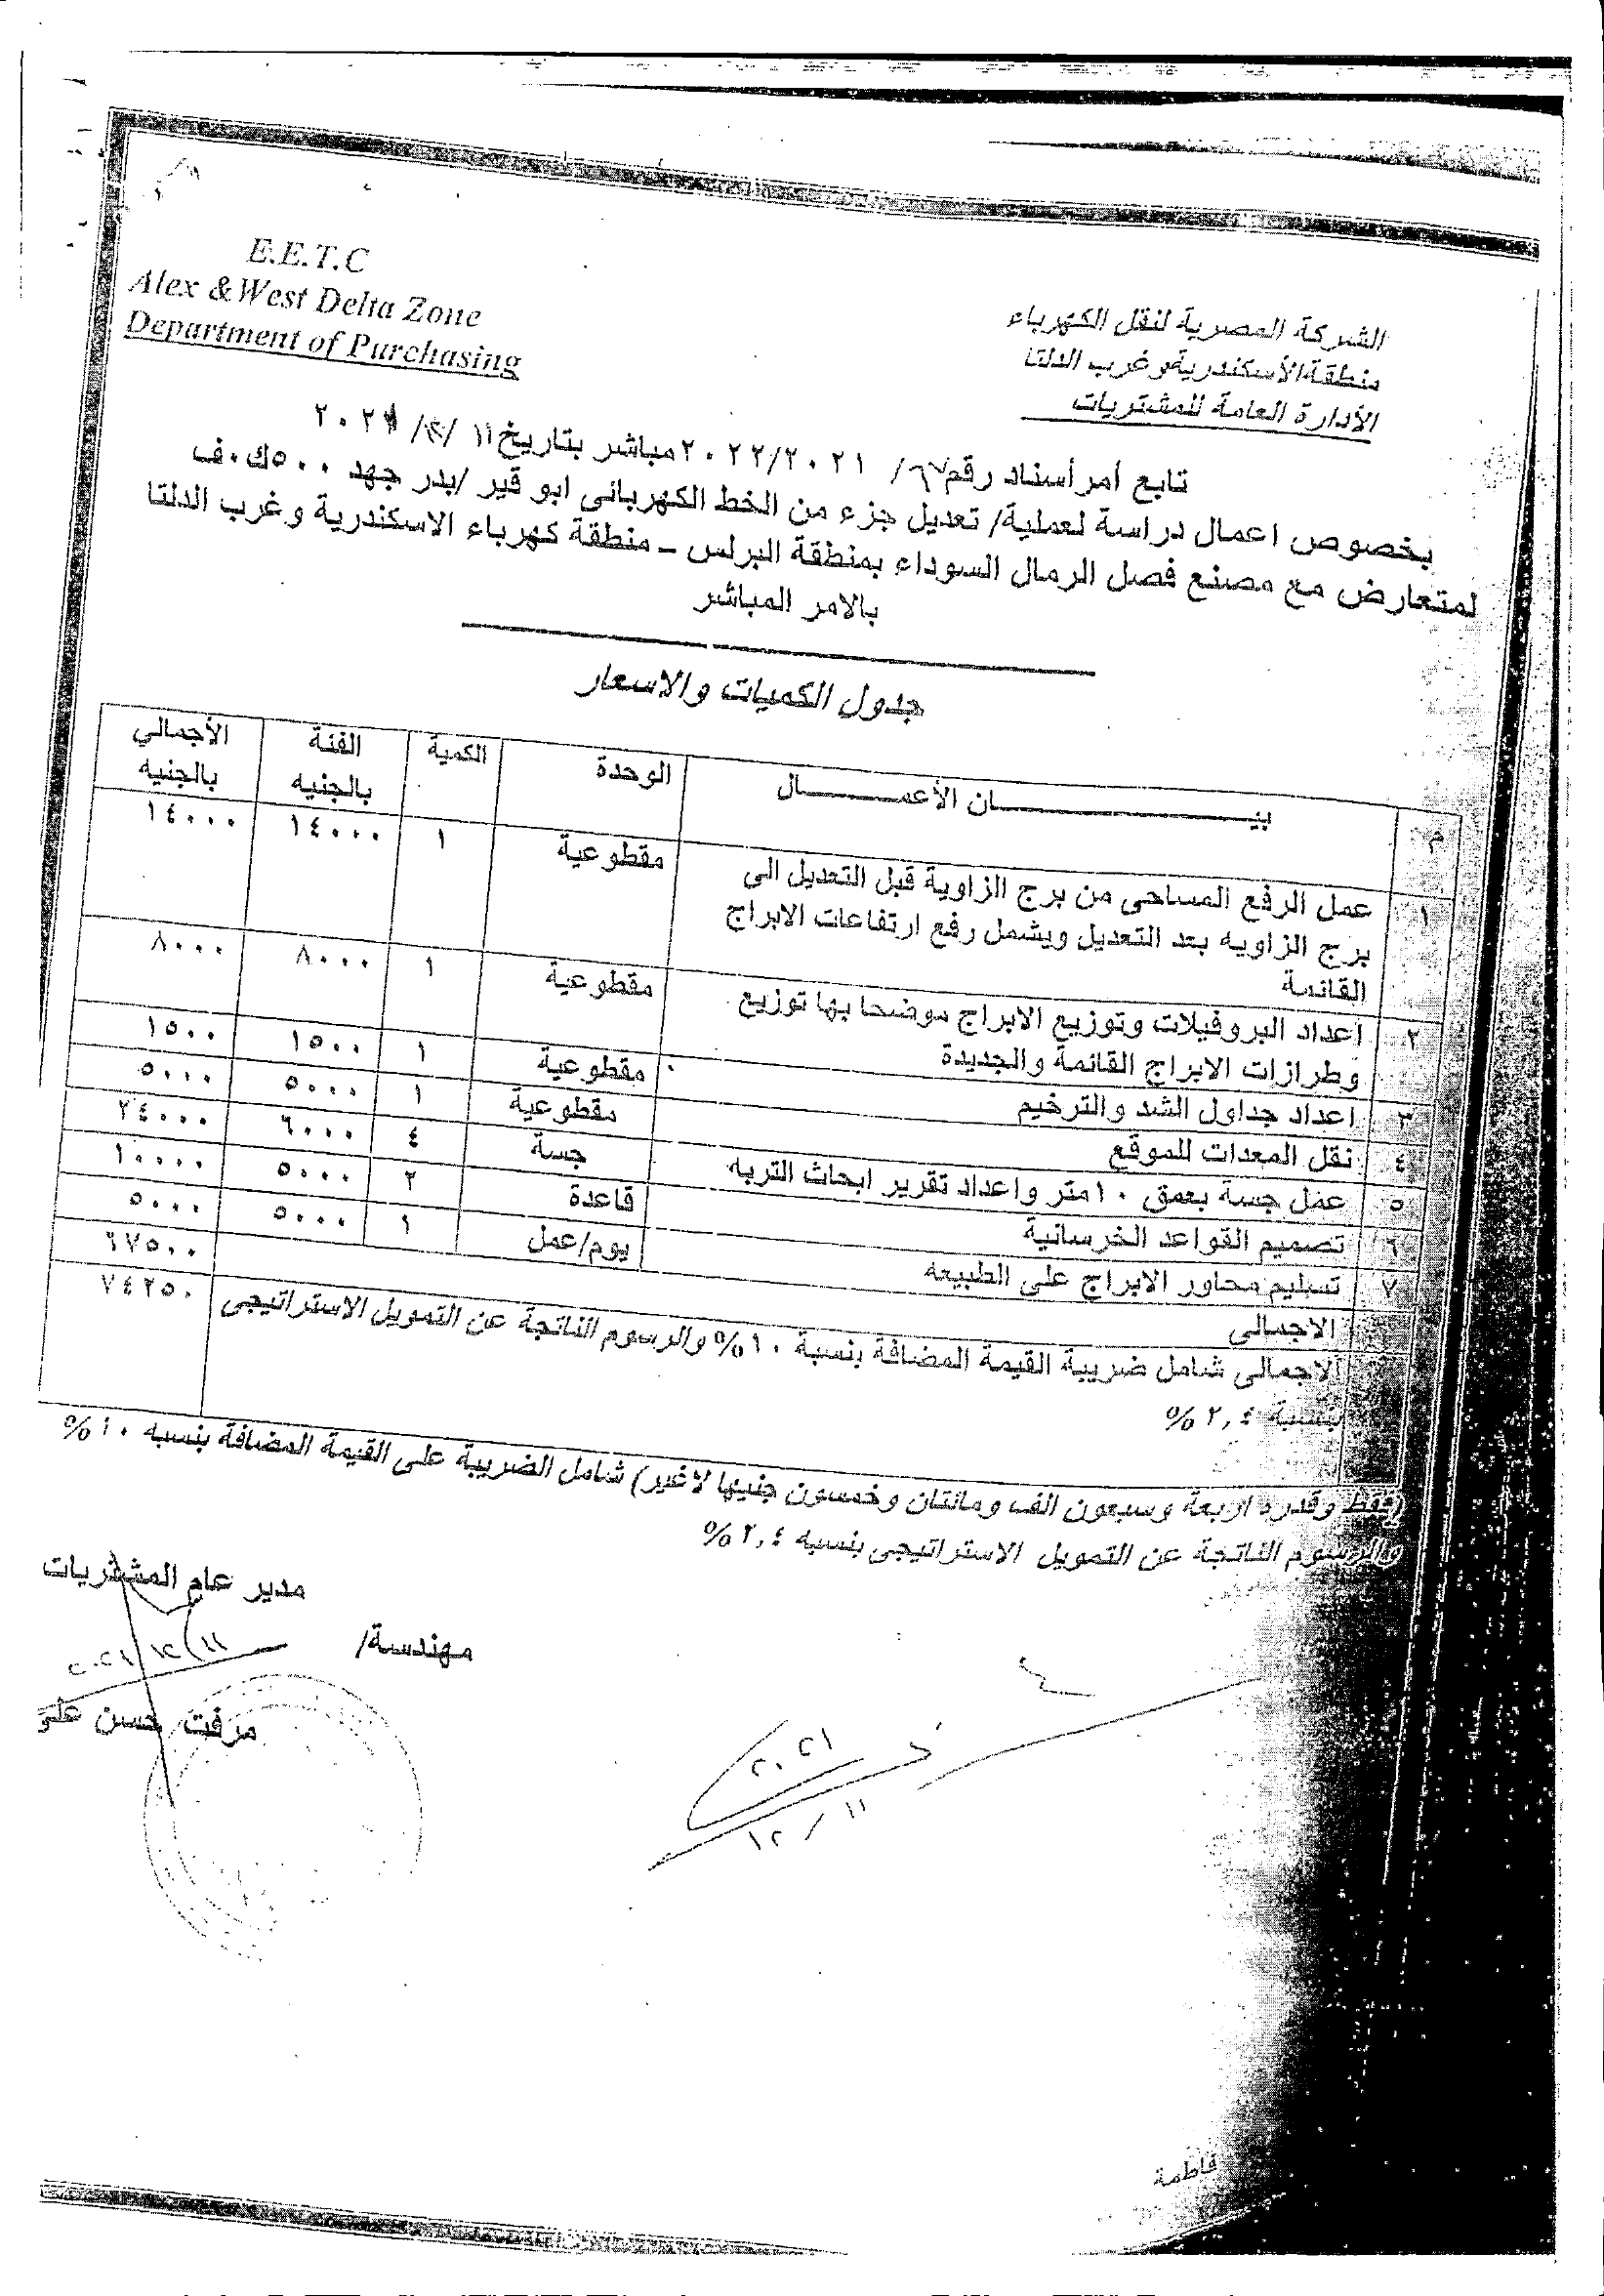 E.E.T.C
Alex & West Delta Zone
Department of Purchasing
الشركة المصرية لنقل الكهرباء
منطقة الأسكندرية وغرب الدلتا
الأدارة العامة للمشتريات
تابع أمر أسناد رقم ٦٧/ ٢٠٢٢/٢٠٢١ مباشر بتاريخ ١١/١٢/٢٠٢١
بخصوص اعمال دراسة لعملية/ تعديل جزء من الخط الكهربائى ابو قير /بدر جهد ٥٠٠ك.ف
لمتعارض مع مصنع فصل الرمال السوداء بمنطقة البرلس – منطقة كهرباء الاسكندرية وغرب الدلتا
بالامر المباشر
جدول الكميات والاسعار
م بيـــــــان الأعمـــــــال الوحدة الكمية الفئة بالجنيه الأجمالي بالجنيه
١ عمل الرفع المساحى من برج الزاوية قبل التعديل الى مقطوعية ١ ١٤٠٠٠ ١٤٠٠٠
برج الزاويه بعد التعديل ويشمل رفع ارتفاعات الابراج
القائمة
٢ اعداد البروفيلات وتوزيع الابراج موضحا بها توزيع مقطوعية ١ ٨٠٠٠ ٨٠٠٠
وطرازات الابراج القائمة والجديدة
٣ اعداد جداول الشد والترخيم مقطوعية ١ ١٥٠٠ ١٥٠٠
٤ نقل المعدات للموقع مقطوعية ١ ٥٠٠٠ ٥٠٠٠
٥ عمل جسة بعمق ١٠متر واعداد تقرير ابحاث التربه جسة ٤ ٦٠٠٠ ٢٤٠٠٠
٦ تصميم القواعد الخرسانية قاعدة ٢ ٥٠٠٠ ١٠٠٠٠
٧ تسليم محاور الابراج على الطبيعه يوم/عمل ١ ٥٠٠٠ ٥٠٠٠
الاجمالى ٦٧٥٠٠
الاجمالى شامل ضريبة القيمة المضافة بنسبة ١٠% والرسوم الناتجة عن التمويل الاستراتيجى ٧٤٢٥٠
بنسبة ٢,٤%
(فقط وقدره اربعة وسبعون الف ومائتان وخمسون جنيها لاغير) شامل الضريبة على القيمة المضافة بنسبه ١٠%
والرسوم الناتجة عن التمويل الاستراتيجى بنسبه ٢,٤%
مدير عام المشتريات
مهندسة/
٢٠٢١/١٢/١١
مرفت حسن على
٢٠٢١
١٢/١١
فاطمة